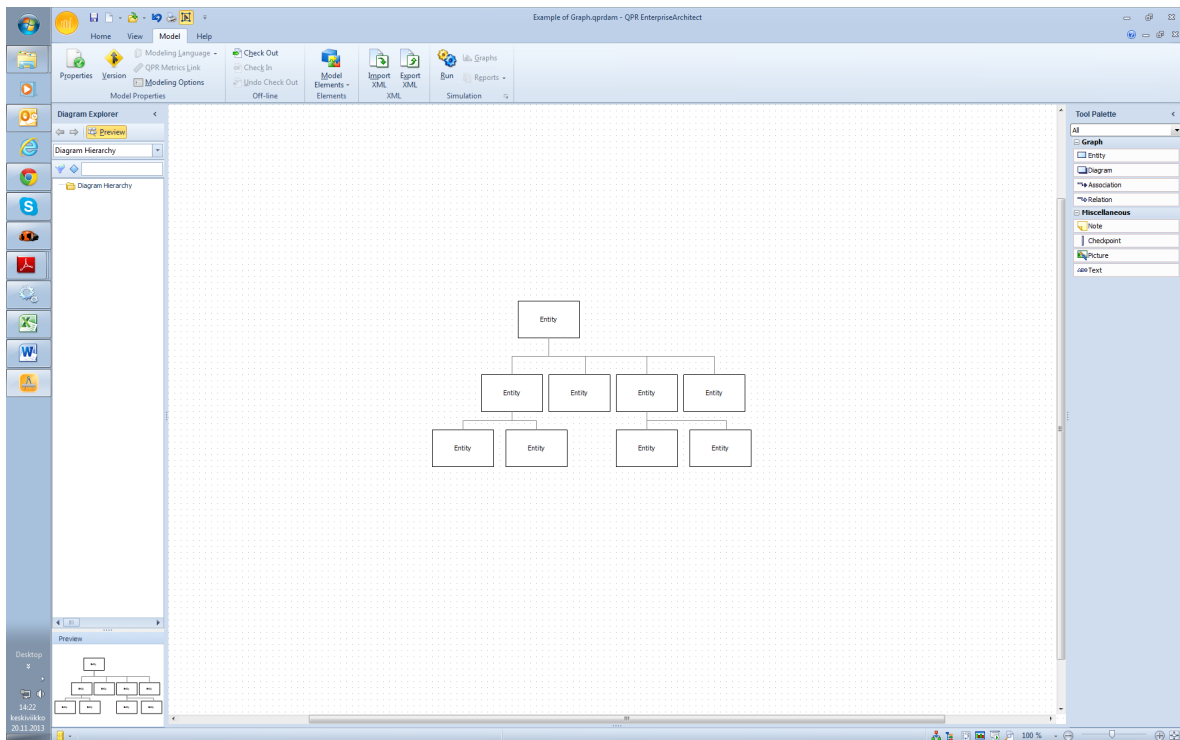 Example of Graph.qprdam - QPR EnterpriseArchitect
Home View Model Help
Properties
Version
Modeling Language
QPR Metrics Link
Modeling Options
Model Properties
Check Out
Check In
Undo Check Out
Off-line
Model Elements
Elements
Import XML
Export XML
XML
Run
Graphs
Reports
Simulation
Diagram Explorer
Preview
Diagram Hierarchy
Diagram Hierarchy
Entity
Entity Entity Entity Entity
Entity Entity Entity Entity
Tool Palette
All
Graph
Entity
Diagram
Association
Relation
Miscellaneous
Note
Checkpoint
Picture
Text
Preview
Desktop
14:22
keskiviikko
20.11.2013
100 %